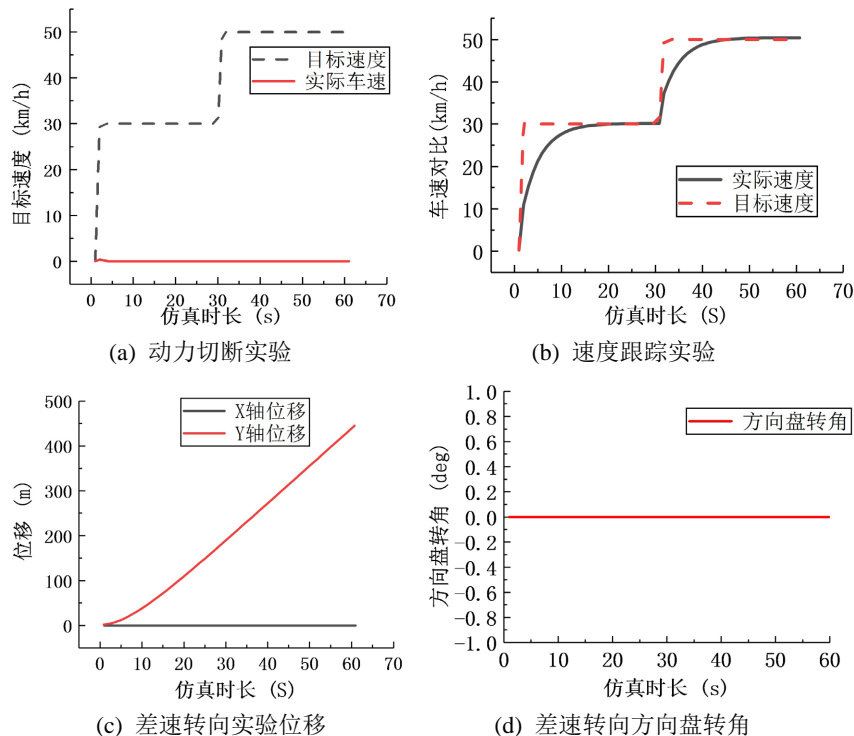 60
50
40
30
20
10
0
目标速度 (km/h)
目标速度
实际车速
0 10 20 30 40 50 60 70
仿真时长 (s)
(a) 动力切断实验
50
40
30
20
10
0
车速对比(km/h)
实际速度
目标速度
0 10 20 30 40 50 60 70
仿真时长 (S)
(b) 速度跟踪实验
500
400
300
200
100
0
位移 (m)
X轴位移
Y轴位移
0 10 20 30 40 50 60 70
仿真时长 (S)
(c) 差速转向实验位移
1.0
0.8
0.6
0.4
0.2
0.0
-0.2
-0.4
-0.6
-0.8
-1.0
方向盘转角 (deg)
方向盘转角
0 10 20 30 40 50 60
仿真时长 (s)
(d) 差速转向方向盘转角